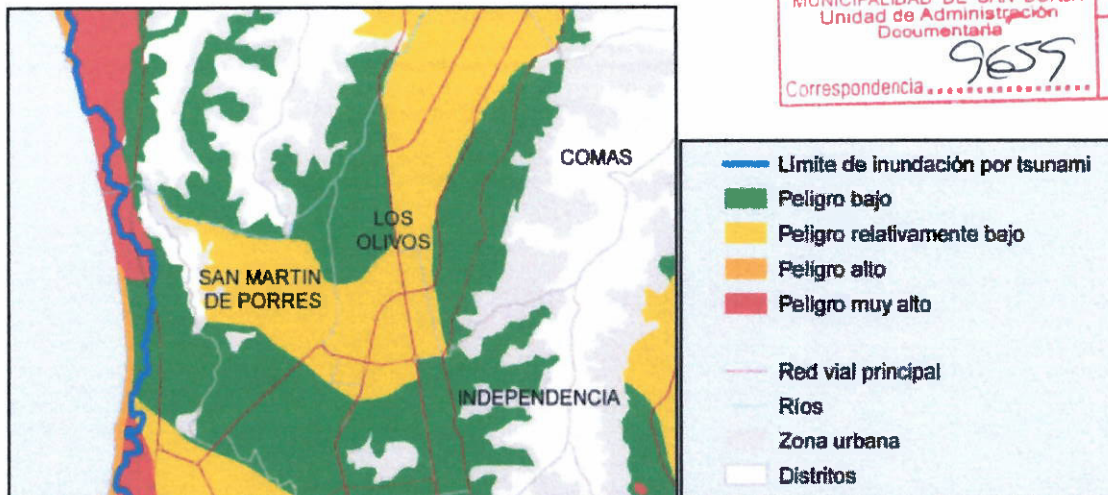 Unidad de Administración
Documentaria
9659
Correspondencia
COMAS
LOS
OLIVOS
SAN MARTIN
DE PORRES
INDEPENDENCIA
Límite de inundación por tsunami
Peligro bajo
Peligro relativamente bajo
Peligro alto
Peligro muy alto
Red vial principal
Ríos
Zona urbana
Distritos